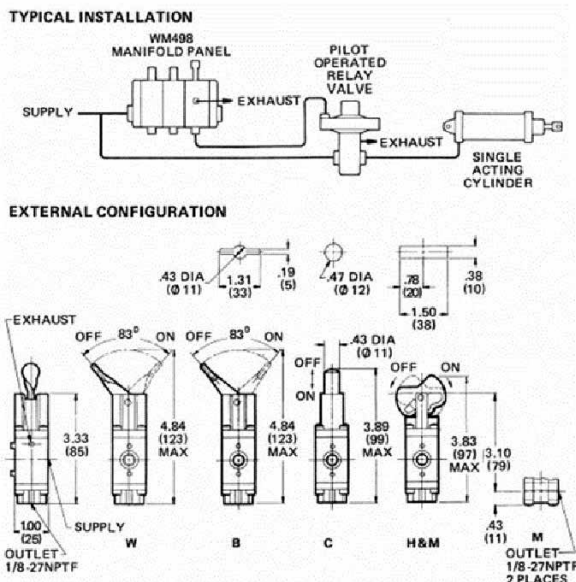 TYPICAL INSTALLATION
WM498
MANIFOLD PANEL
PILOT
OPERATED
RELAY
VALVE
SUPPLY
EXHAUST
EXHAUST
SINGLE
ACTING
CYLINDER
EXTERNAL CONFIGURATION
.43 DIA
(Ø 11)
1.31
(33)
.19
(5)
.47 DIA
(Ø 12)
.78
(20)
1.50
(38)
.38
(10)
EXHAUST
OFF 83° ON
OFF 83° ON
.43 DIA
(Ø 11)
OFF
ON
OFF ON
3.33
(85)
4.84
(123)
MAX
4.84
(123)
MAX
3.89
(99)
MAX
3.83
(97)
MAX
3.10
(79)
1.00
(25)
SUPPLY
OUTLET
1/8-27NPTF
W
B
C
H&M
.43
(11)
M
OUTLET
1/8-27NPTF
2 PLACES